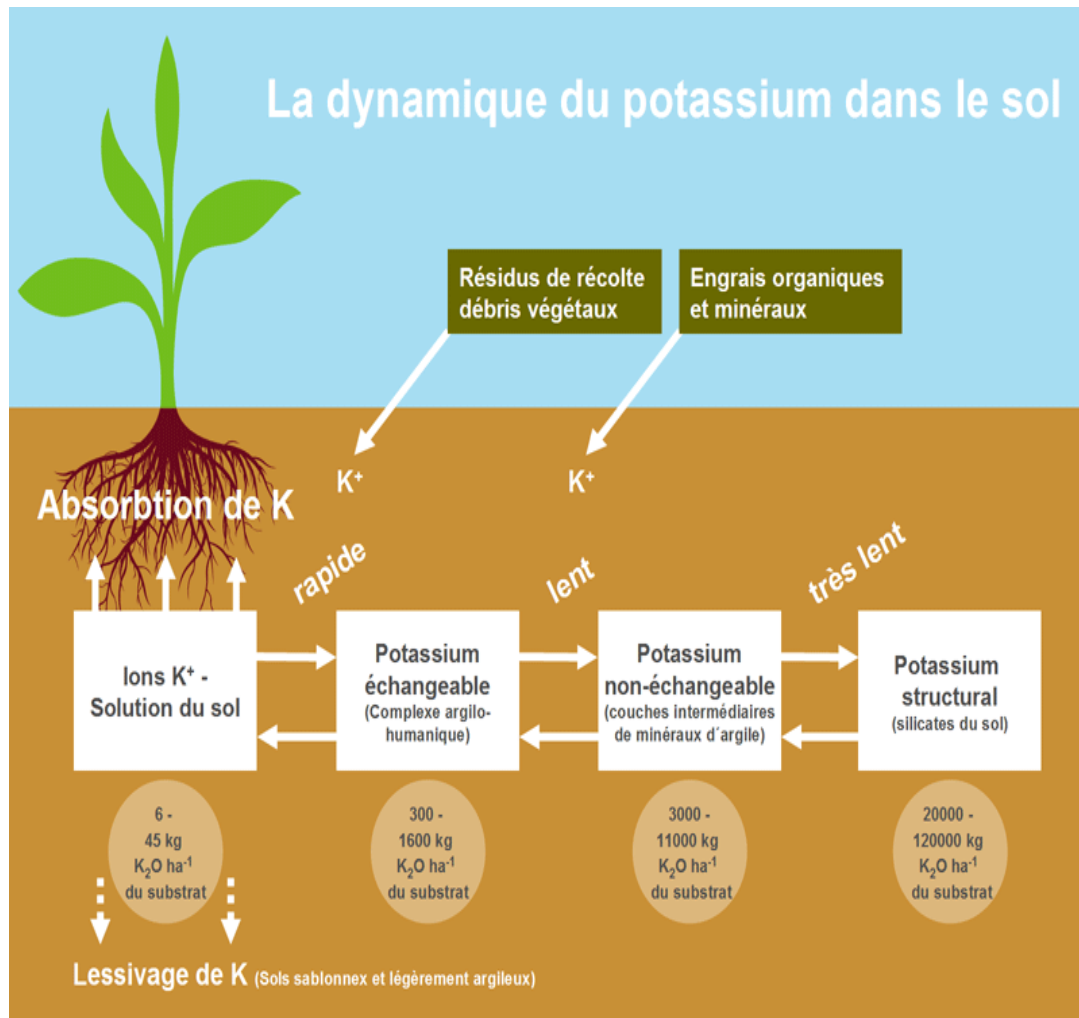 La dynamique du potassium dans le sol
Résidus de récolte
débris végétaux
Engrais organiques
et minéraux
K⁺
K⁺
Absorbtion de K
rapide
lent
très lent
Ions K⁺ -
Solution du sol
Potassium
échangeable
(Complexe argilo-
humanique)
Potassium
non-échangeable
(couches intermédiaires
de minéraux d´argile)
Potassium
structural
(silicates du sol)
6 -
45 kg
K₂O ha⁻¹
du substrat
300 -
1600 kg
K₂O ha⁻¹
du substrat
3000 -
11000 kg
K₂O ha⁻¹
du substrat
20000 -
120000 kg
K₂O ha⁻¹
du substrat
Lessivage de K (Sols sablonnex et légèrement argileux)